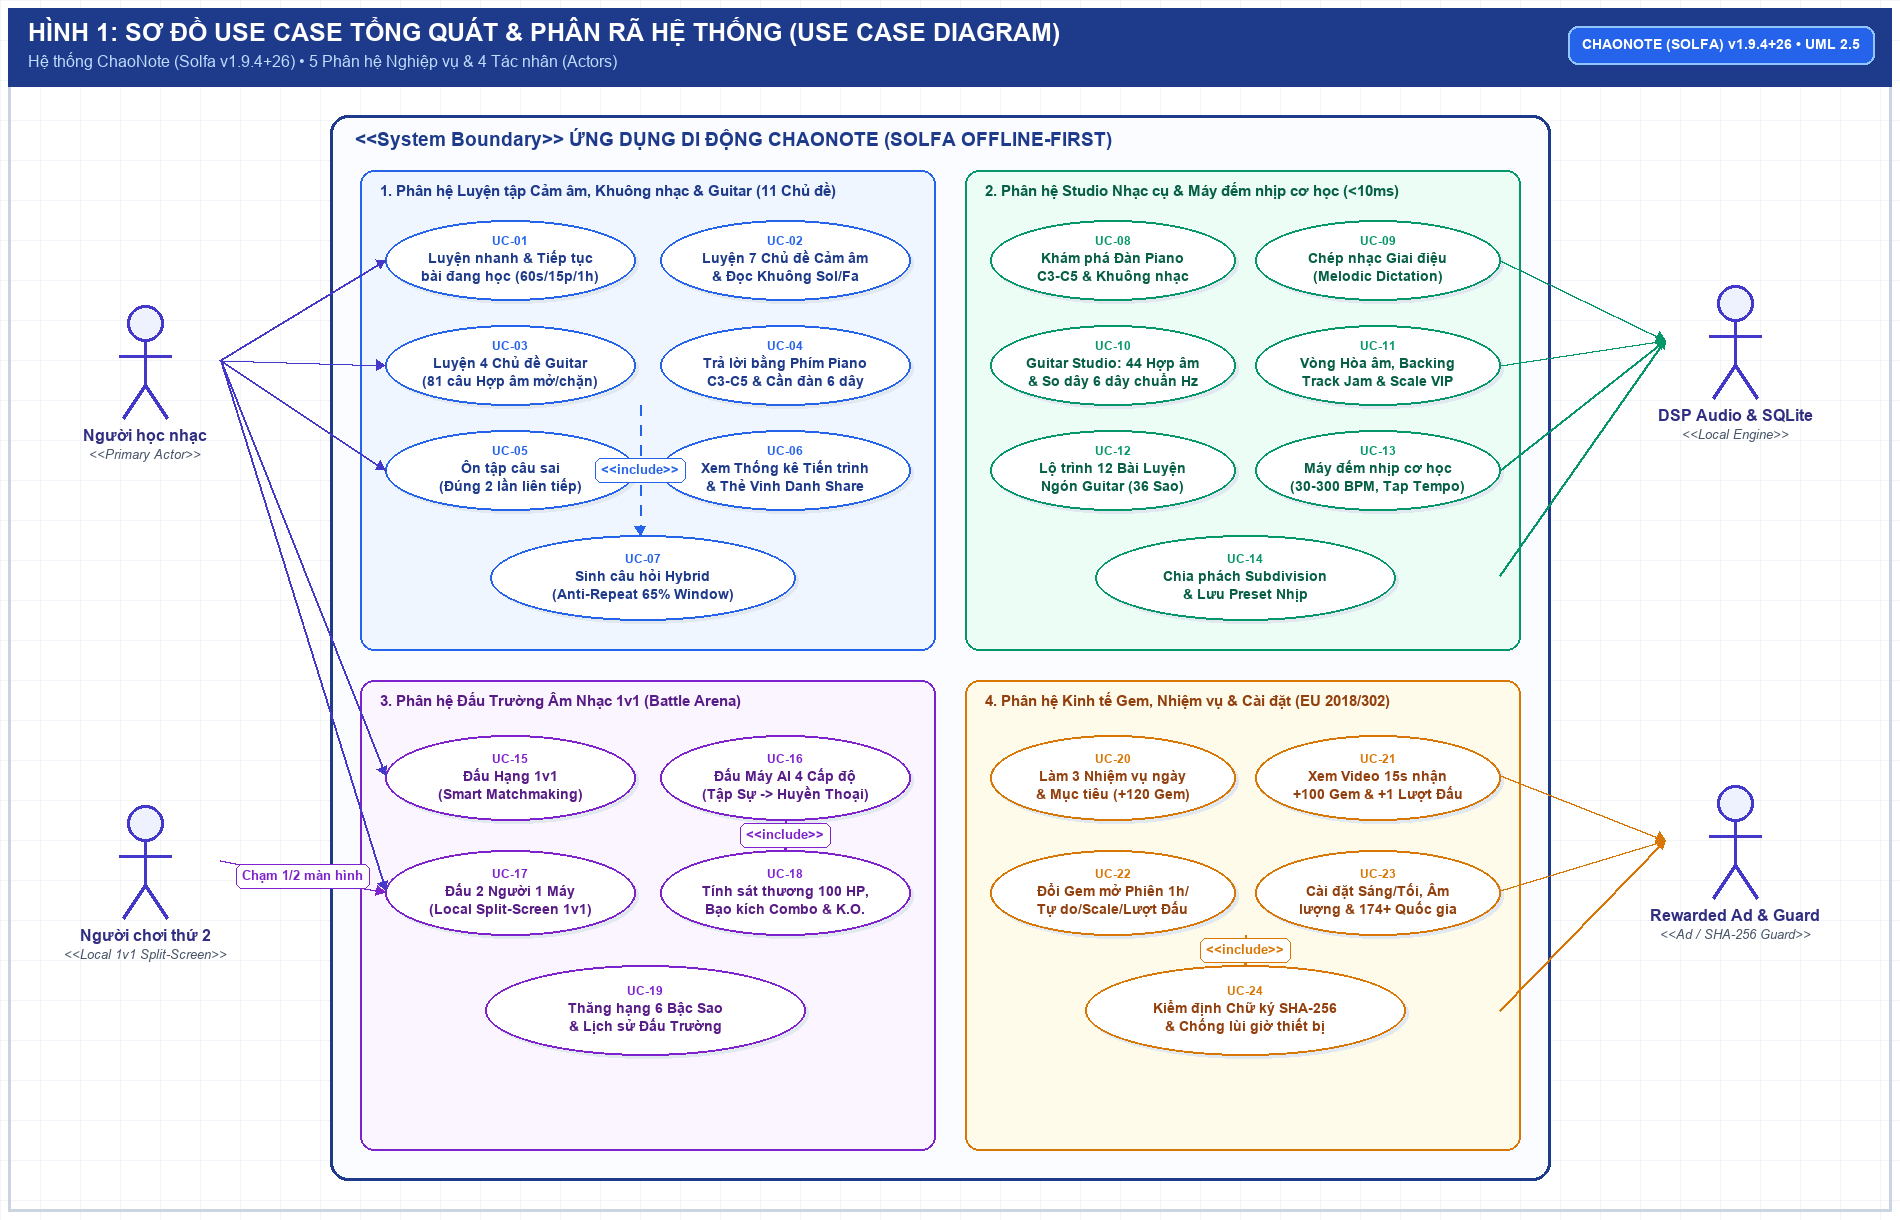 HÌNH 1: SƠ ĐỒ USE CASE TỔNG QUÁT & PHÂN RÃ HỆ THỐNG (USE CASE DIAGRAM)
Hệ thống ChaoNote (Solfa v1.9.4+26) • 5 Phân hệ Nghiệp vụ & 4 Tác nhân (Actors)
CHAONOTE (SOLFA) v1.9.4+26 • UML 2.5
<<System Boundary>> ỨNG DỤNG DI ĐỘNG CHAONOTE (SOLFA OFFLINE-FIRST)
1. Phân hệ Luyện tập Cảm âm, Khuông nhạc & Guitar (11 Chủ đề)
UC-01
Luyện nhanh & Tiếp tục
bài đang học (60s/15p/1h)
UC-02
Luyện 7 Chủ đề Cảm âm
& Đọc Khuông Sol/Fa
UC-03
Luyện 4 Chủ đề Guitar
(81 câu Hợp âm mở/chặn)
UC-04
Trả lời bằng Phím Piano
C3-C5 & Cần đàn 6 dây
UC-05
Ôn tập câu sai
(Đúng 2 lần liên tiếp)
<<include>>
UC-06
Xem Thống kê Tiến trình
& Thẻ Vinh Danh Share
UC-07
Sinh câu hỏi Hybrid
(Anti-Repeat 65% Window)
2. Phân hệ Studio Nhạc cụ & Máy đếm nhịp cơ học (<10ms)
UC-08
Khám phá Đàn Piano
C3-C5 & Khuông nhạc
UC-09
Chép nhạc Giai điệu
(Melodic Dictation)
UC-10
Guitar Studio: 44 Hợp âm
& So dây 6 dây chuẩn Hz
UC-11
Vòng Hòa âm, Backing
Track Jam & Scale VIP
UC-12
Lộ trình 12 Bài Luyện
Ngón Guitar (36 Sao)
UC-13
Máy đếm nhịp cơ học
(30-300 BPM, Tap Tempo)
UC-14
Chia phách Subdivision
& Lưu Preset Nhịp
3. Phân hệ Đấu Trường Âm Nhạc 1v1 (Battle Arena)
UC-15
Đấu Hạng 1v1
(Smart Matchmaking)
UC-16
Đấu Máy AI 4 Cấp độ
(Tập Sự -> Huyền Thoại)
<<include>>
UC-17
Đấu 2 Người 1 Máy
(Local Split-Screen 1v1)
UC-18
Tính sát thương 100 HP,
Bạo kích Combo & K.O.
UC-19
Thăng hạng 6 Bậc Sao
& Lịch sử Đấu Trường
4. Phân hệ Kinh tế Gem, Nhiệm vụ & Cài đặt (EU 2018/302)
UC-20
Làm 3 Nhiệm vụ ngày
& Mục tiêu (+120 Gem)
UC-21
Xem Video 15s nhận
+100 Gem & +1 Lượt Đấu
UC-22
Đổi Gem mở Phiên 1h/
Tự do/Scale/Lượt Đấu
UC-23
Cài đặt Sáng/Tối, Âm
lượng & 174+ Quốc gia
<<include>>
UC-24
Kiểm định Chữ ký SHA-256
& Chống lùi giờ thiết bị
Người học nhạc
<<Primary Actor>>
Chạm 1/2 màn hình
Người chơi thứ 2
<<Local 1v1 Split-Screen>>
DSP Audio & SQLite
<<Local Engine>>
Rewarded Ad & Guard
<<Ad / SHA-256 Guard>>